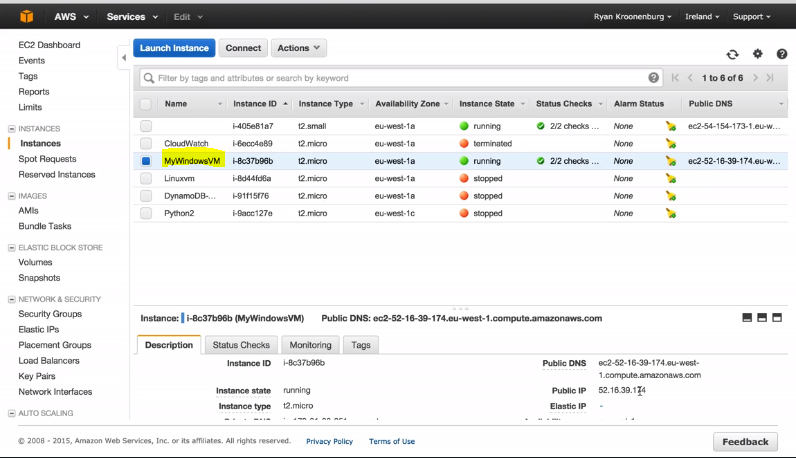 AWS Services Edit Ryan Kroonenburg Ireland Support
EC2 Dashboard
Events
Tags
Reports
Limits
INSTANCES
Instances
Spot Requests
Reserved Instances
IMAGES
AMIs
Bundle Tasks
ELASTIC BLOCK STORE
Volumes
Snapshots
NETWORK & SECURITY
Security Groups
Elastic IPs
Placement Groups
Load Balancers
Key Pairs
Network Interfaces
AUTO SCALING
Launch Instance Connect Actions
Filter by tags and attributes or search by keyword 1 to 6 of 6
Name Instance ID Instance Type Availability Zone Instance State Status Checks Alarm Status Public DNS
i-405e81a7 t2.small eu-west-1a running 2/2 checks ... None ec2-54-154-173-1.eu-w...
CloudWatch i-6ecc4e89 t2.micro eu-west-1a terminated None
MyWindowsVM i-8c37b96b t2.micro eu-west-1a running 2/2 checks ... None ec2-52-16-39-174.eu-w...
Linuxvm i-8d44fd6a t2.micro eu-west-1a stopped None
DynamoDB-... i-91f15f76 t2.micro eu-west-1a stopped None
Python2 i-9acc127e t2.micro eu-west-1c stopped None
Instance: i-8c37b96b (MyWindowsVM) Public DNS: ec2-52-16-39-174.eu-west-1.compute.amazonaws.com
Description Status Checks Monitoring Tags
Instance ID i-8c37b96b Public DNS ec2-52-16-39-174.eu-west-
1.compute.amazonaws.com
Instance state running Public IP 52.16.39.174
Instance type t2.micro Elastic IP -
© 2008 - 2015, Amazon Web Services, Inc. or its affiliates. All rights reserved. Privacy Policy Terms of Use Feedback